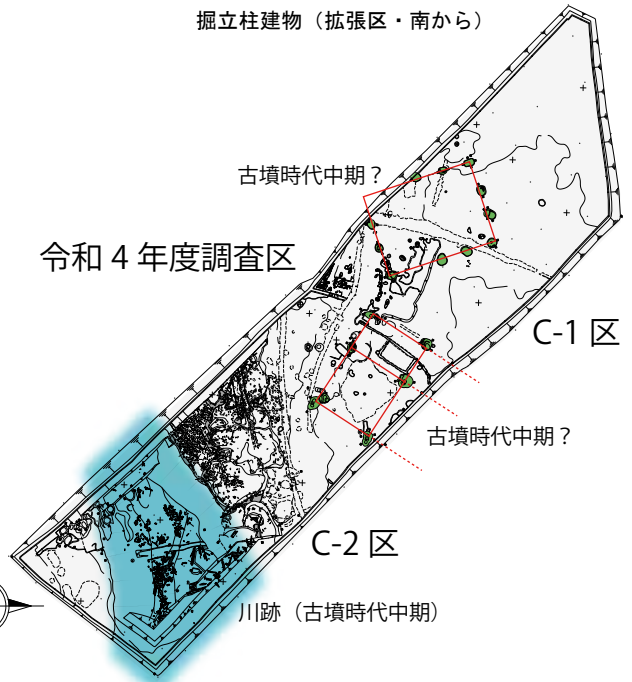 掘立柱建物（拡張区・南から）
古墳時代中期？
令和 4 年度調査区
C-1 区
古墳時代中期？
C-2 区
川跡（古墳時代中期）